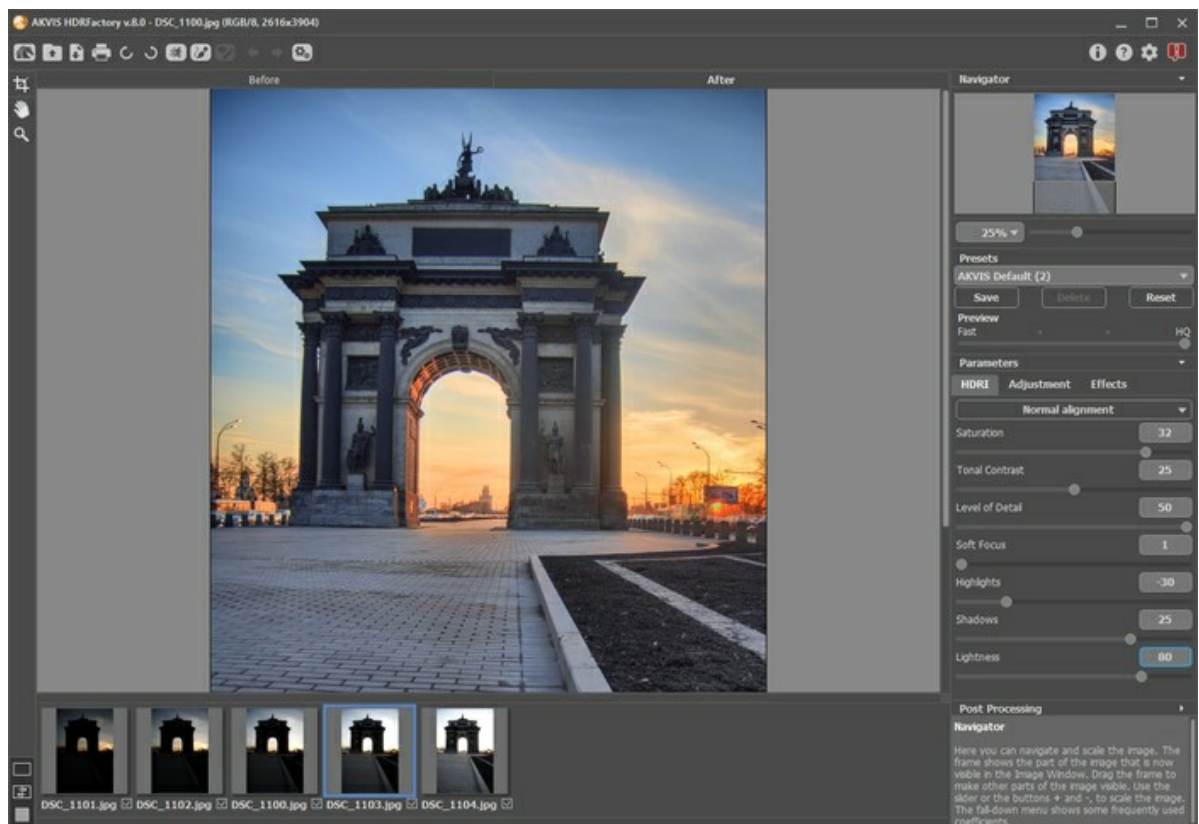 AKVIS HDRFactory v.8.0 - DSC_1100.jpg (RGB/8, 2616x3904)
Before
After
Navigator
25%
Presets
AKVIS Default (2)
Save Delete Reset
Preview
Fast HQ
Parameters
HDRI Adjustment Effects
Normal alignment
Saturation 32
Tonal Contrast 25
Level of Detail 50
Soft Focus 1
Highlights -30
Shadows 25
Lightness 80
Post Processing
Navigator
Here you can navigate and scale the image. The
frame shows the part of the image that is now
visible in the Image Window. Drag the frame to
make other parts of the image visible. Use the
slider or the buttons + and -, to scale the image.
The fall-down menu shows some frequently used
coefficients.
DSC_1101.jpg DSC_1102.jpg DSC_1100.jpg DSC_1103.jpg DSC_1104.jpg